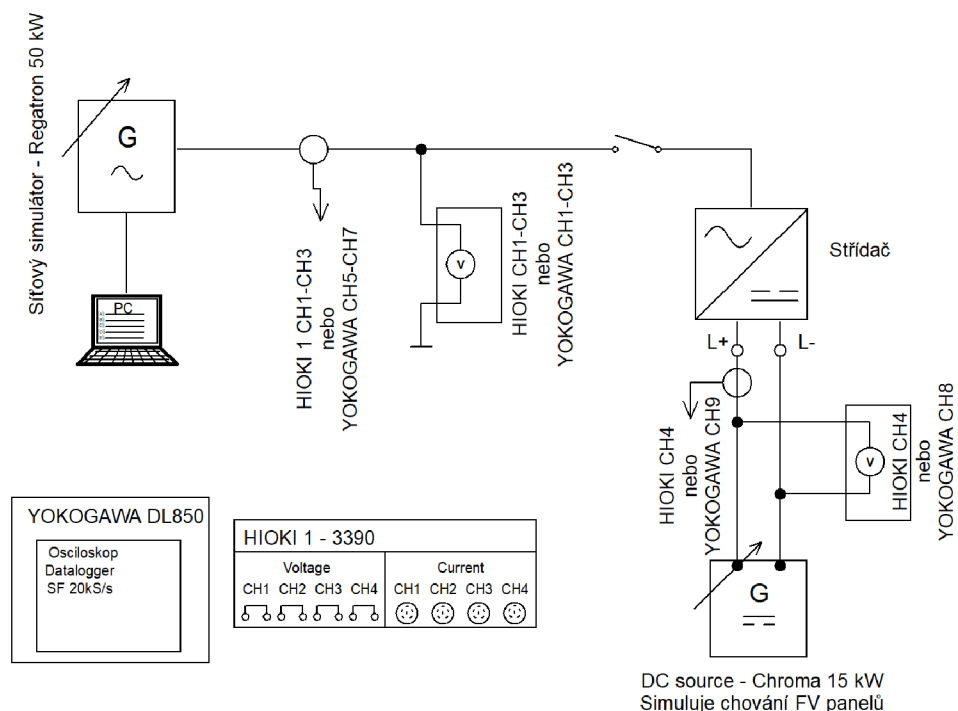 Síťový simulátor - Regatron 50 kW
G
PC
HIOKI 1 CH1-CH3
nebo
YOKOGAWA CH5-CH7
V
HIOKI CH1-CH3
nebo
YOKOGAWA CH1-CH3
Střídač
L+
L-
HIOKI CH4
nebo
YOKOGAWA CH9
V
HIOKI CH4
nebo
YOKOGAWA CH8
G
DC source - Chroma 15 kW
Simuluje chování FV panelů
YOKOGAWA DL850
Osciloskop
Datalogger
SF 20kS/s
HIOKI 1 - 3390
Voltage
CH1 CH2 CH3 CH4
Current
CH1 CH2 CH3 CH4